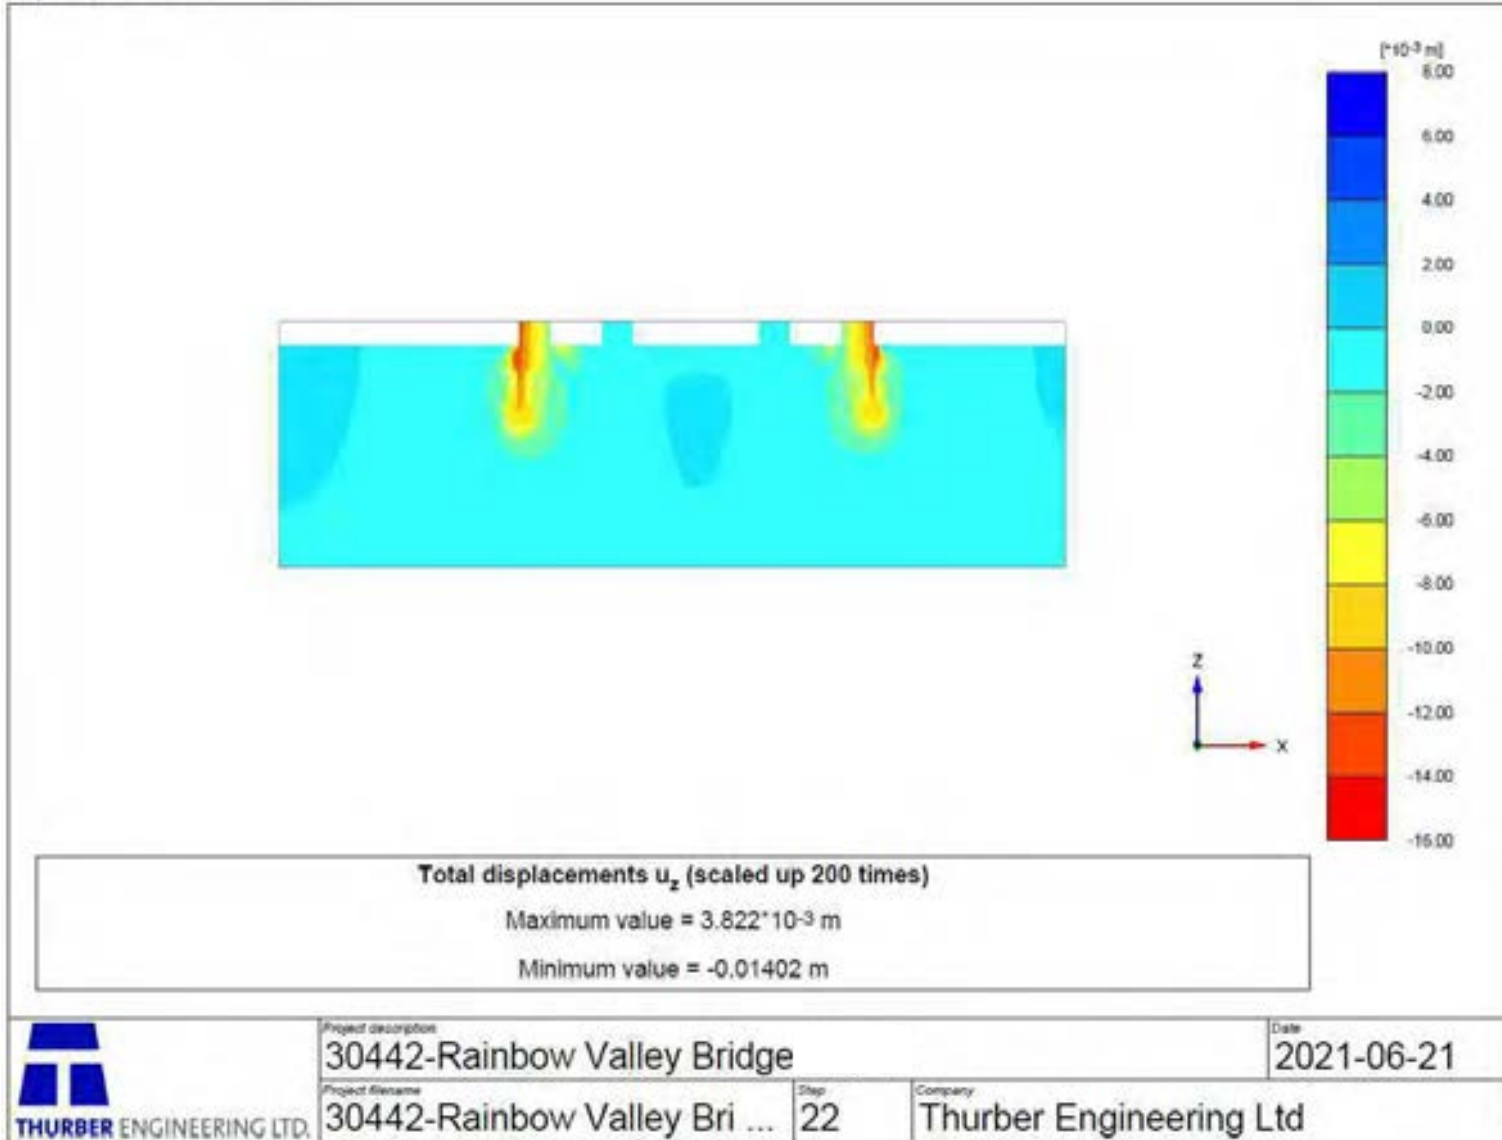 [*10-3 m]
8.00
6.00
4.00
2.00
0.00
-2.00
-4.00
-6.00
-8.00
-10.00
-12.00
-14.00
-16.00
Z
X
Total displacements uz (scaled up 200 times)
Maximum value = 3.822*10-3 m
Minimum value = -0.01402 m
Project description
30442-Rainbow Valley Bridge
Date
2021-06-21
Project filename
30442-Rainbow Valley Bri ...
Step
22
Company
Thurber Engineering Ltd
THURBER ENGINEERING LTD.